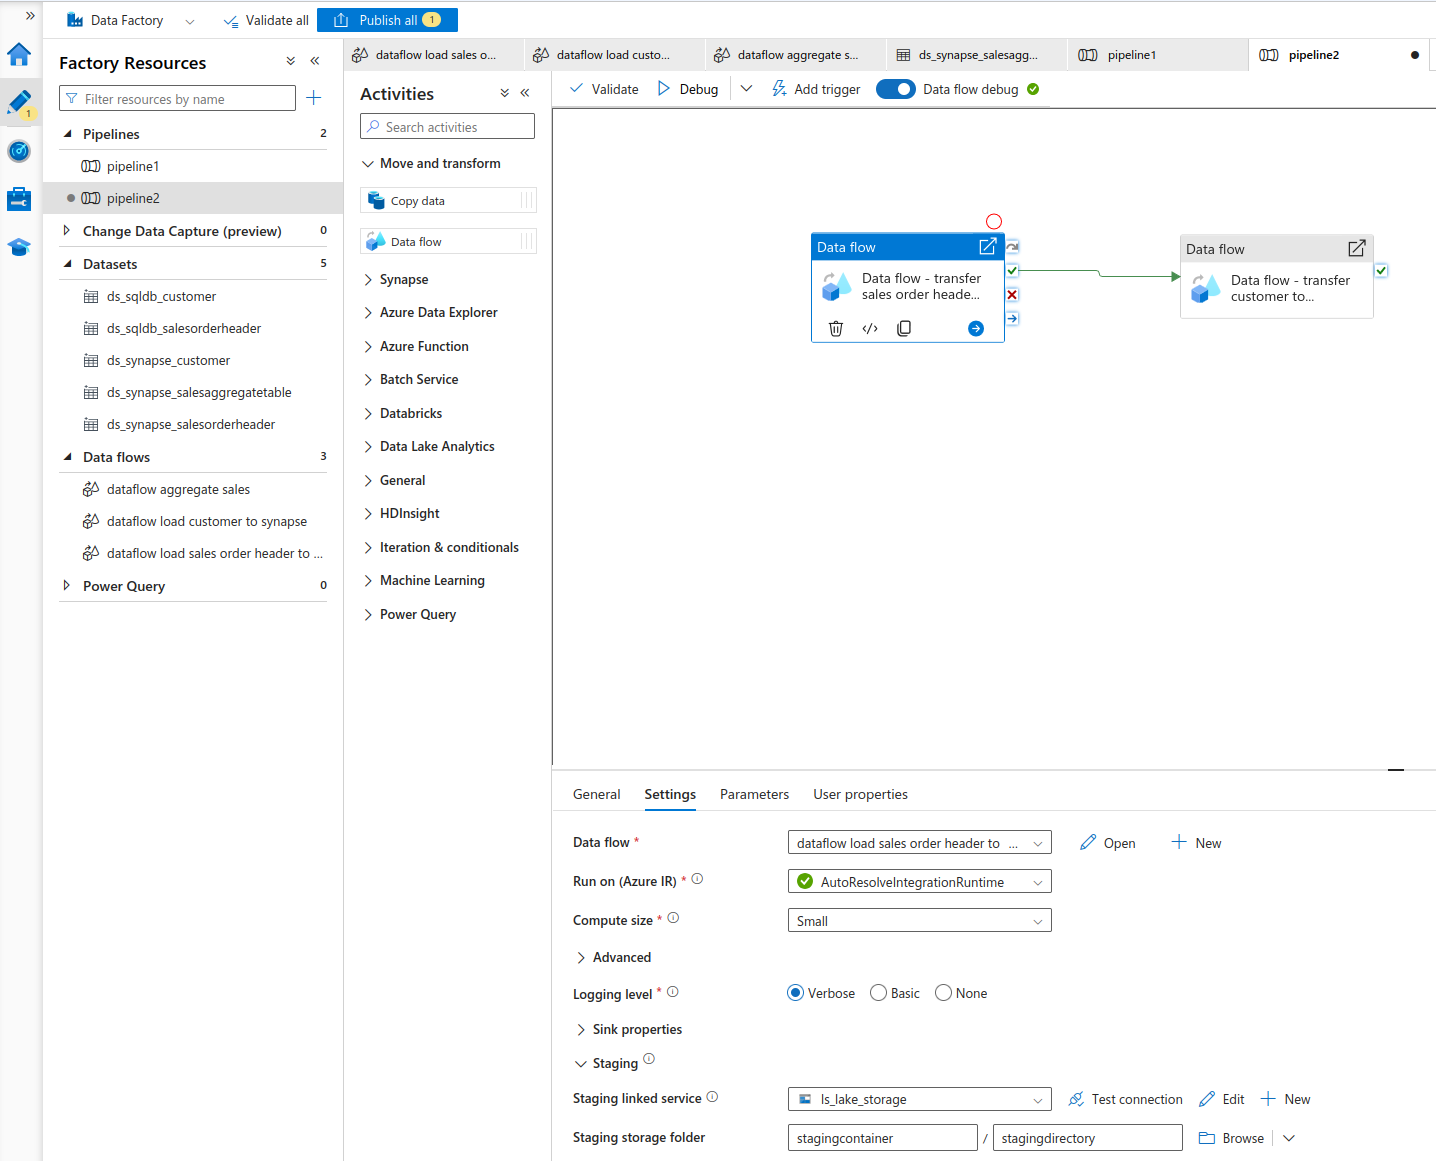 Data Factory
Validate all
Publish all 1
Factory Resources
Filter resources by name
1
Pipelines 2
pipeline1
pipeline2
Change Data Capture (preview) 0
Datasets 5
ds_sqldb_customer
ds_sqldb_salesorderheader
ds_synapse_customer
ds_synapse_salesaggregatetable
ds_synapse_salesorderheader
Data flows 3
dataflow aggregate sales
dataflow load customer to synapse
dataflow load sales order header to ...
Power Query 0
dataflow load sales o...
dataflow load custo...
dataflow aggregate s...
ds_synapse_salesagg...
pipeline1
pipeline2
Activities
Search activities
Move and transform
Copy data
Data flow
Synapse
Azure Data Explorer
Azure Function
Batch Service
Databricks
Data Lake Analytics
General
HDInsight
Iteration & conditionals
Machine Learning
Power Query
Validate
Debug
Add trigger
Data flow debug
Data flow
Data flow - transfer
sales order heade...
Data flow
Data flow - transfer
customer to...
General
Settings
Parameters
User properties
Data flow *
dataflow load sales order header to ...
Open
New
Run on (Azure IR) *
AutoResolveIntegrationRuntime
Compute size *
Small
Advanced
Logging level *
Verbose
Basic
None
Sink properties
Staging
Staging linked service
ls_lake_storage
Test connection
Edit
New
Staging storage folder
stagingcontainer / stagingdirectory
Browse